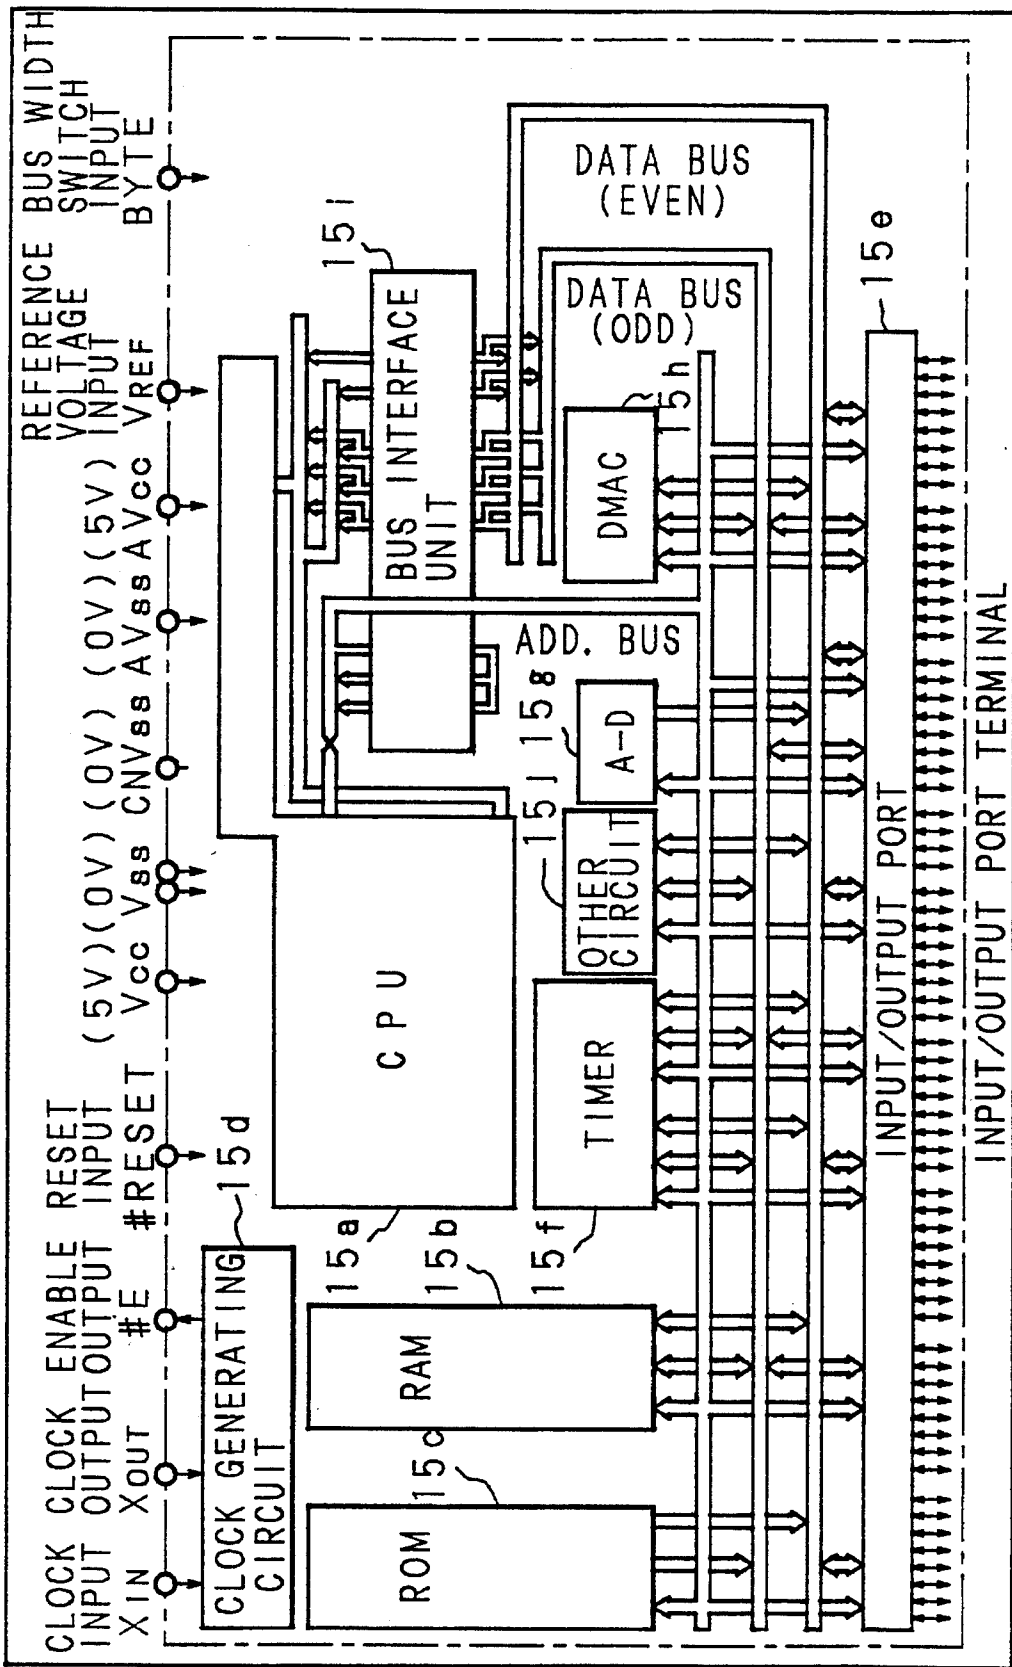 CLOCK CLOCK ENABLE RESET
INPUT OUTPUT OUTPUT INPUT
XIN XOUT #E #RESET
(5V) (0V) (0V) (0V) (5V)
Vcc Vss CNVss AVss AVcc
REFERENCE
VOLTAGE
INPUT
VREF
BUS WIDTH
SWITCH
INPUT
BYTE
CLOCK GENERATING
CIRCUIT
15d
CPU
15a
BUS INTERFACE
UNIT
15i
ROM
15c
RAM
15b
TIMER
15f
OTHER
CIRCUIT
15j
A-D
15g
DMAC
15h
ADD. BUS
DATA BUS
(ODD)
DATA BUS
(EVEN)
INPUT/OUTPUT PORT
15e
INPUT/OUTPUT PORT TERMINAL